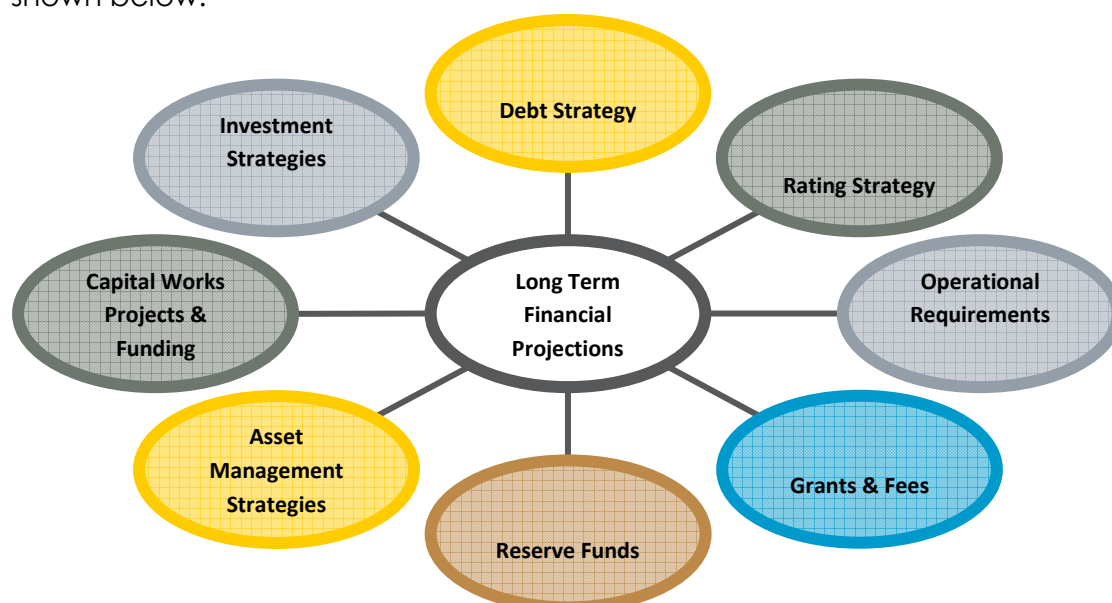 shown below:
Debt Strategy
Investment
Strategies
Rating Strategy
Capital Works
Projects &
Funding
Long Term
Financial
Projections
Operational
Requirements
Asset
Management
Strategies
Grants & Fees
Reserve Funds